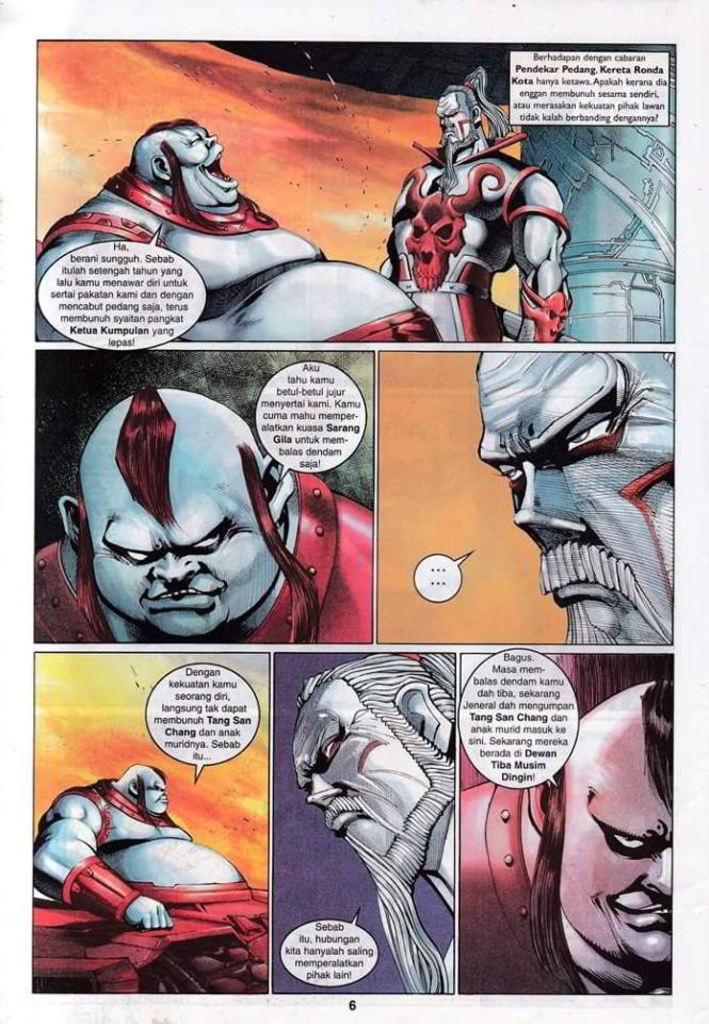 Berhadapan dengan cabaran
Pendekar Pedang, Kereta Ronda
Kota hanya ketawa. Apakah kerana dia
enggan membunuh sesama sendiri,
atau merasakan kekuatan pihak lawan
tidak kalah berbanding dengannya?
Ha,
berani sungguh. Sebab
itulah setengah tahun yang
lalu kamu menawar diri untuk
sertai pakatan kami dan dengan
mencabut pedang saja, terus
membunuh syaitan pangkat
Ketua Kumpulan yang
lepas!
Aku
tahu kamu
betul-betul jujur
menyertai kami. Kamu
cuma mahu memper-
alatkan kuasa Sarang
Gila untuk mem-
balas dendam
saja!
...
...
Dengan
kekuatan kamu
seorang diri,
langsung tak dapat
membunuh Tang San
Chang dan anak
muridnya. Sebab
itu...
Sebab
itu, hubungan
kita hanyalah saling
memperalatkan
pihak lain!
Bagus.
Masa mem-
balas dendam kamu
dah tiba, sekarang
Jeneral dah mengumpan
Tang San Chang dan
anak murid masuk ke
sini. Sekarang mereka
berada di Dewan
Tiba Musim
Dingin!
6